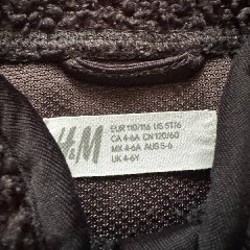 H&M
EUR 110/116 US 5T/6
CA 4-6A CN 120/60
MX 4-6A AUS 5-6
UK 4-6Y